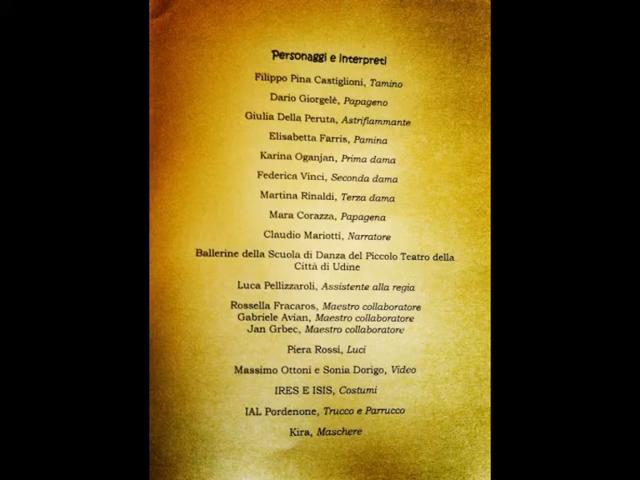 Personaggi e interpreti
Filippo Pina Castiglioni, Tamino
Dario Giorgelè, Papageno
Giulia Della Peruta, Astrifiammante
Elisabetta Farris, Pamina
Karina Oganjan, Prima dama
Federica Vinci, Seconda dama
Martina Rinaldi, Terza dama
Mara Corazza, Papagena
Claudio Mariotti, Narratore
Ballerine della Scuola di Danza del Piccolo Teatro della
Città di Udine
Luca Pellizzaroli, Assistente alla regia
Rossella Fracaros, Maestro collaboratore
Gabriele Avian, Maestro collaboratore
Jan Grbec, Maestro collaboratore
Piera Rossi, Luci
Massimo Ottoni e Sonia Dorigo, Video
IRES E ISIS, Costumi
IAL Pordenone, Trucco e Parrucco
Kira, Maschere